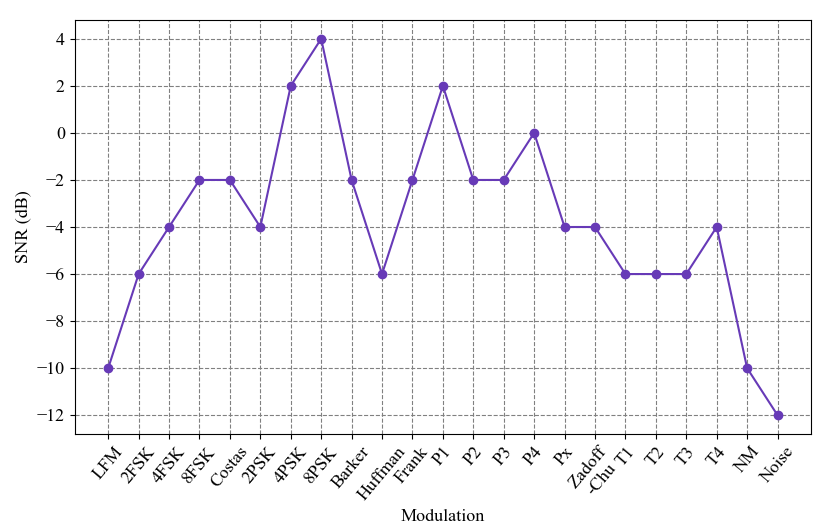 4
2
0
−2
−4
−6
−8
−10
−12
SNR (dB)
LFM
2FSK
4FSK
8FSK
Costas
2PSK
4PSK
8PSK
Barker
Huffman
Frank
P1
P2
P3
P4
Px
Zadoff
-Chu
T1
T2
T3
T4
NM
Noise
Modulation